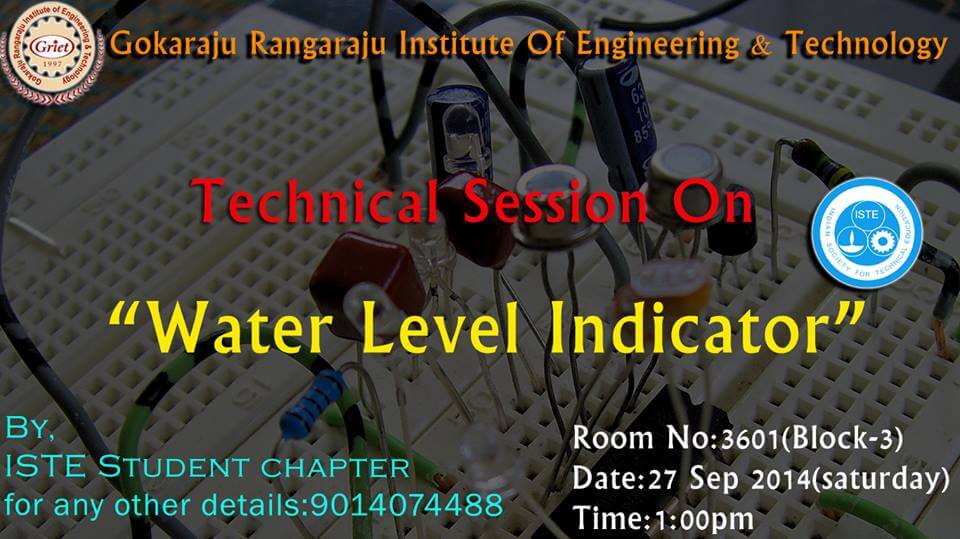 Gokaraju Rangaraju Institute of Engineering & Technology
Griet
1997
Gokaraju Rangaraju Institute Of Engineering & Technology
Technical Session On
ISTE
INDIAN SOCIETY FOR TECHNICAL EDUCATION
“Water Level Indicator”
By,
ISTE Student chapter
for any other details:9014074488
Room No:3601(Block-3)
Date:27 Sep 2014(saturday)
Time:1:00pm